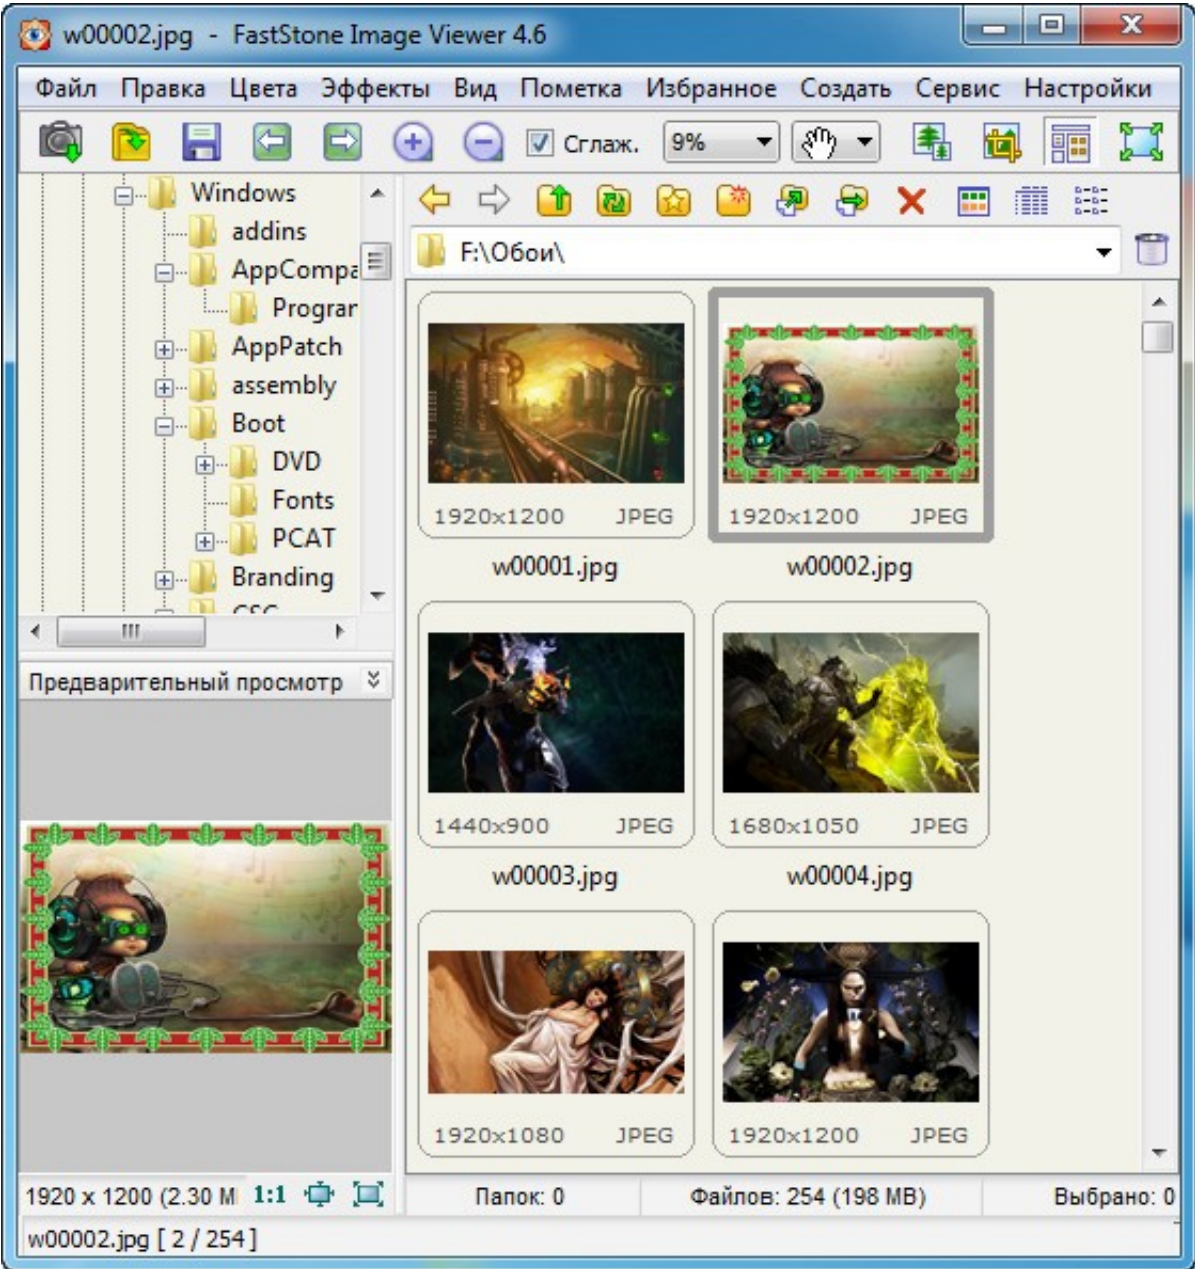 w00002.jpg - FastStone Image Viewer 4.6
Файл Правка Цвета Эффекты Вид Пометка Избранное Создать Сервис Настройки
Сглаж. 9%
Windows
addins
AppCompa
Program
AppPatch
assembly
Boot
DVD
Fonts
PCAT
Branding
F:\Обои\
1920x1200 JPEG
w00001.jpg
1920x1200 JPEG
w00002.jpg
1440x900 JPEG
w00003.jpg
1680x1050 JPEG
w00004.jpg
1920x1080 JPEG
1920x1200 JPEG
Предварительный просмотр
1920 x 1200 (2.30 M 1:1
Папок: 0 Файлов: 254 (198 MB) Выбрано: 0
w00002.jpg [ 2 / 254 ]